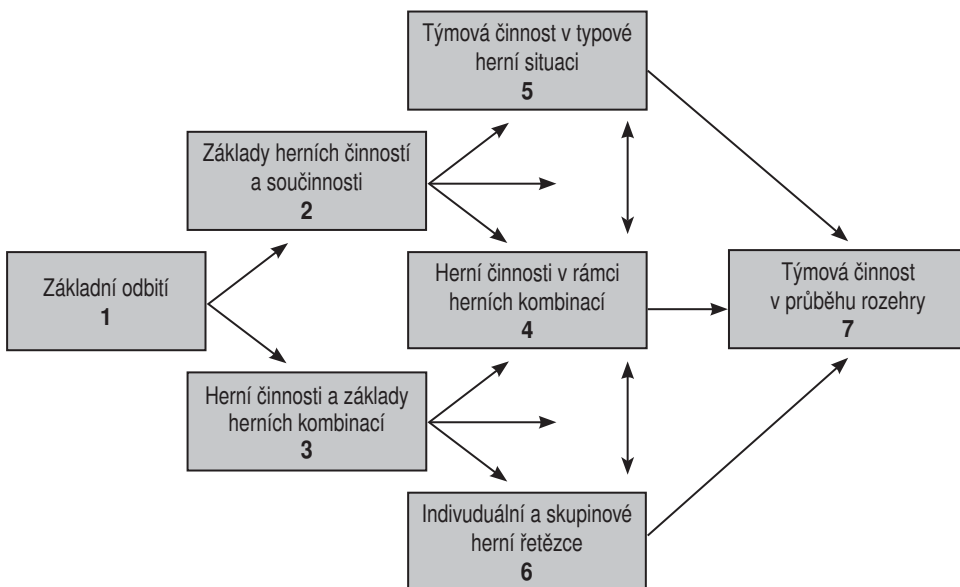 Týmová činnost v typové
herní situaci
5
Základy herních činností
a součinnosti
2
Základní odbití
1
Herní činnosti v rámci
herních kombinací
4
Týmová činnost
v průběhu rozehry
7
Herní činnosti a základy
herních kombinací
3
Indivuduální a skupinové
herní řetězce
6